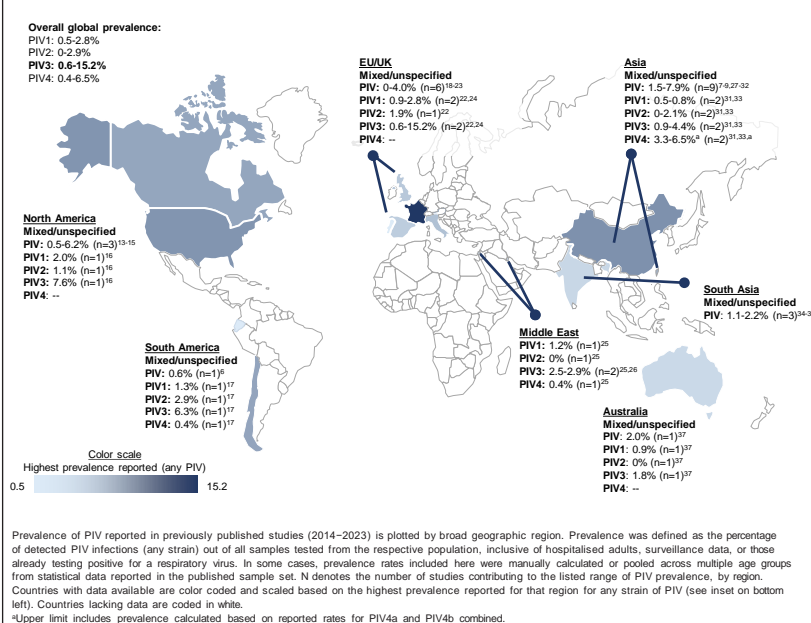 Overall global prevalence:
PIV1: 0.5-2.8%
PIV2: 0-2.9%
PIV3: 0.6-15.2%
PIV4: 0.4-6.5%
EU/UK
Mixed/unspecified
PIV: 0-4.0% (n=6)18-23
PIV1: 0.9-2.8% (n=2)22,24
PIV2: 1.9% (n=1)22
PIV3: 0.6-15.2% (n=2)22,24
PIV4: --
Asia
Mixed/unspecified
PIV: 1.5-7.9% (n=9)7-9,27-32
PIV1: 0.5-0.8% (n=2)31,33
PIV2: 0-2.1% (n=2)31,33
PIV3: 0.9-4.4% (n=2)31,33
PIV4: 3.3-6.5%a (n=2)31,33,a
North America
Mixed/unspecified
PIV: 0.5-6.2% (n=3)13-15
PIV1: 2.0% (n=1)16
PIV2: 1.1% (n=1)16
PIV3: 7.6% (n=1)16
PIV4: --
South Asia
Mixed/unspecified
PIV: 1.1-2.2% (n=3)34-3
Middle East
PIV1: 1.2% (n=1)25
PIV2: 0% (n=1)25
PIV3: 2.5-2.9% (n=2)25,26
PIV4: 0.4% (n=1)25
South America
Mixed/unspecified
PIV: 0.6% (n=1)6
PIV1: 1.3% (n=1)17
PIV2: 2.9% (n=1)17
PIV3: 6.3% (n=1)17
PIV4: 0.4% (n=1)17
Australia
Mixed/unspecified
PIV: 2.0% (n=1)37
PIV1: 0.9% (n=1)37
PIV2: 0% (n=1)37
PIV3: 1.8% (n=1)37
PIV4: --
Color scale
Highest prevalence reported (any PIV)
0.5 15.2
Prevalence of PIV reported in previously published studies (2014−2023) is plotted by broad geographic region. Prevalence was defined as the percentage
of detected PIV infections (any strain) out of all samples tested from the respective population, inclusive of hospitalised adults, surveillance data, or those
already testing positive for a respiratory virus. In some cases, prevalence rates included here were manually calculated or pooled across multiple age groups
from statistical data reported in the published sample set. N denotes the number of studies contributing to the listed range of PIV prevalence, by region.
Countries with data available are color coded and scaled based on the highest prevalence reported for that region for any strain of PIV (see inset on bottom
left). Countries lacking data are coded in white.
aUpper limit includes prevalence calculated based on reported rates for PIV4a and PIV4b combined.